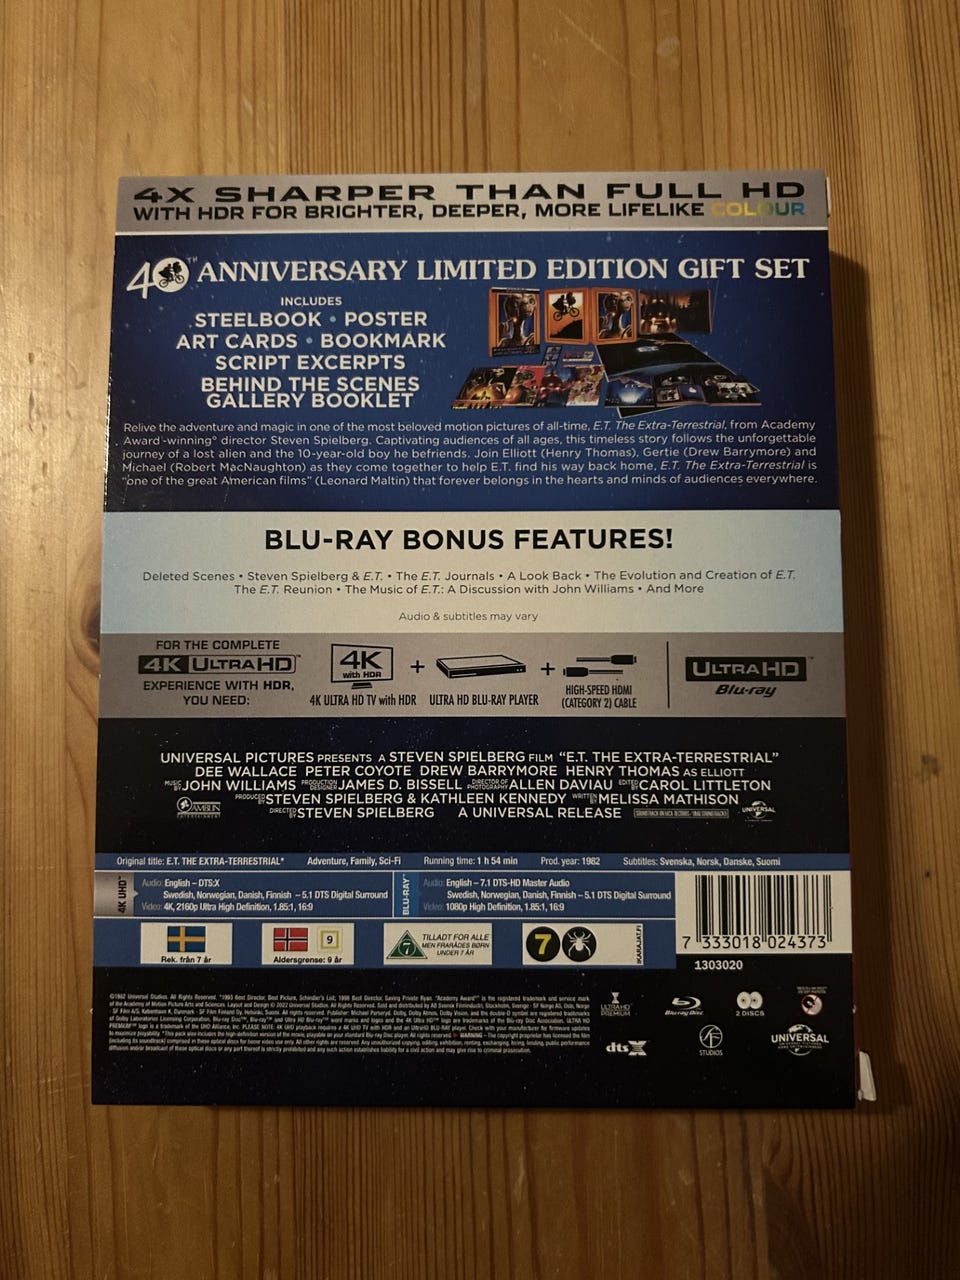 4X SHARPER THAN FULL HD
WITH HDR FOR BRIGHTER, DEEPER, MORE LIFELIKE COLOUR
40TH ANNIVERSARY LIMITED EDITION GIFT SET
INCLUDES
STEELBOOK • POSTER
ART CARDS • BOOKMARK
SCRIPT EXCERPTS
BEHIND THE SCENES
GALLERY BOOKLET
Relive the adventure and magic in one of the most beloved motion pictures of all-time, E.T. The Extra-Terrestrial, from Academy
Award-winning® director Steven Spielberg. Captivating audiences of all ages, this timeless story follows the unforgettable
journey of a lost alien and the 10-year-old boy he befriends. Join Elliott (Henry Thomas), Gertie (Drew Barrymore) and
Michael (Robert MacNaughton) as they come together to help E.T. find his way back home, E.T. The Extra-Terrestrial is
"one of the great American films" (Leonard Maltin) that forever belongs in the hearts and minds of audiences everywhere.
BLU-RAY BONUS FEATURES!
Deleted Scenes • Steven Spielberg & E.T. • The E.T. Journals • A Look Back • The Evolution and Creation of E.T.
The E.T. Reunion • The Music of E.T.: A Discussion with John Williams • And More
Audio & subtitles may vary
FOR THE COMPLETE
4K ULTRA HD™
EXPERIENCE WITH HDR,
YOU NEED:
4K
with HDR
4K ULTRA HD TV with HDR
+
ULTRA HD BLU-RAY PLAYER
+
HIGH-SPEED HDMI
(CATEGORY 2) CABLE
ULTRA HD™
Blu-ray
UNIVERSAL PICTURES PRESENTS A STEVEN SPIELBERG FILM "E.T. THE EXTRA-TERRESTRIAL"
DEE WALLACE PETER COYOTE DREW BARRYMORE HENRY THOMAS AS ELLIOTT
MUSIC BY JOHN WILLIAMS PRODUCTION DESIGNER JAMES D. BISSELL DIRECTOR OF PHOTOGRAPHY ALLEN DAVIAU EDITED BY CAROL LITTLETON
PRODUCED BY STEVEN SPIELBERG & KATHLEEN KENNEDY WRITTEN BY MELISSA MATHISON
DIRECTED BY STEVEN SPIELBERG A UNIVERSAL RELEASE
AMBLIN
ENTERTAINMENT
UNIVERSAL
Original title: E.T. THE EXTRA-TERRESTRIAL* Adventure, Family, Sci-Fi Running time: 1 h 54 min Prod. year: 1982 Subtitles: Svenska, Norsk, Danske, Suomi
4K UHD™
Audio: English – DTS:X
Swedish, Norwegian, Danish, Finnish – 5.1 DTS Digital Surround
Video: 4K, 2160p Ultra High Definition, 1.85:1, 16:9
BLU-RAY™
Audio: English – 7.1 DTS-HD Master Audio
Swedish, Norwegian, Danish, Finnish – 5.1 DTS Digital Surround
Video: 1080p High Definition, 1.85:1, 16:9
Rek. från 7 år
9
Aldersgrense: 9 år
7
TILLADT FOR ALLE
MEN FRARÅDES BØRN
UNDER 7 ÅR
7
IKARAJAT.FI
7 333018 024373
1303020
ULTRA HD
PREMIUM
Blu-ray Disc
2 DISCS
dts X
SF
STUDIOS
UNIVERSAL